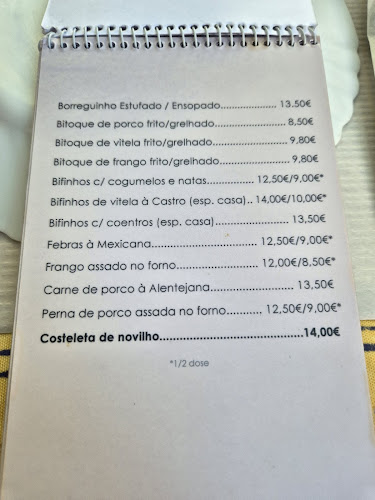 Borreguinho Estufado / Ensopado.................. 13.50€
Bitoque de porco frito/grelhado....................... 8,50€
Bitoque de vitela frito/grelhado........................ 9,80€
Bitoque de frango frito/grelhado...................... 9,80€
Bifinhos c/ cogumelos e natas............... 12,50€/9,00€*
Bifinhos de vitela à Castro (esp. casa).. 14,00€/10,00€*
Bifinhos c/ coentros (esp. casa)....................... 13,50€
Febras à Mexicana................................. 12,50€/9,00€*
Frango assado no forno.......................... 12,00€/8,50€*
Carne de porco à Alentejana.......................... 13,50€
Perna de porco assada no forno........... 12,50€/9,00€*
Costeleta de novilho.............................................14,00€
*1/2 dose